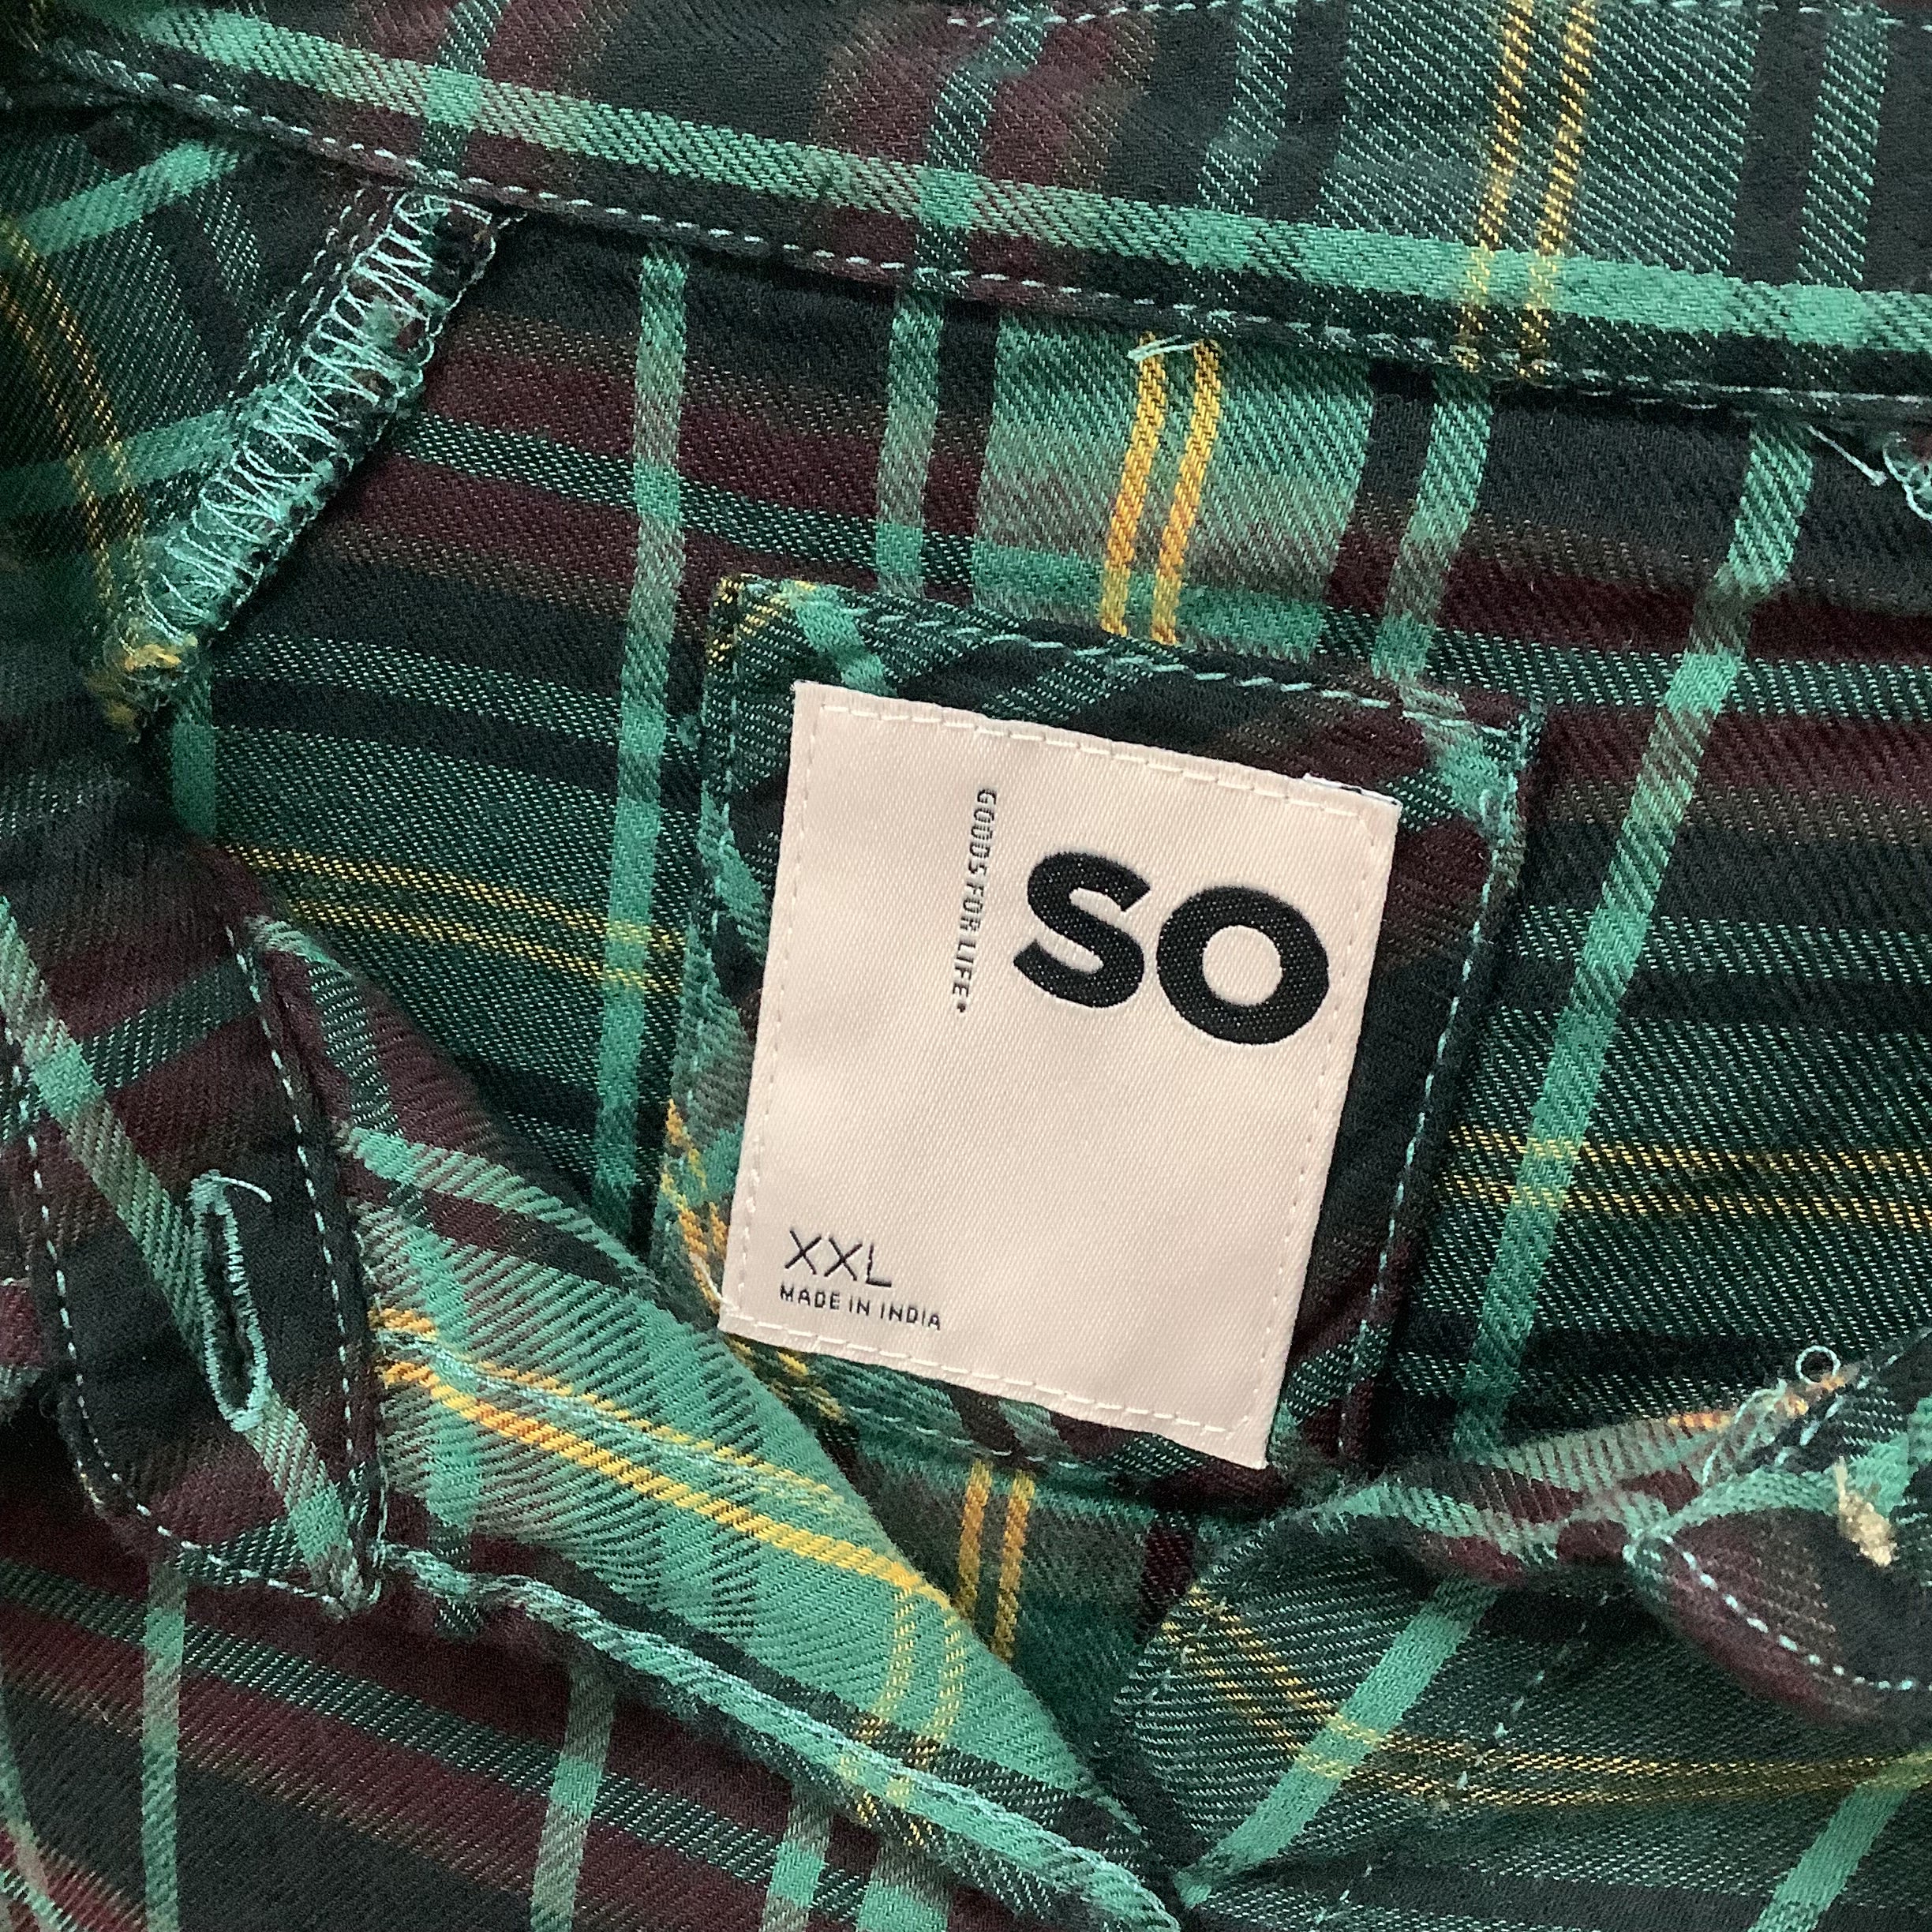 SO
GOODS FOR LIFE*
XXL
MADE IN INDIA